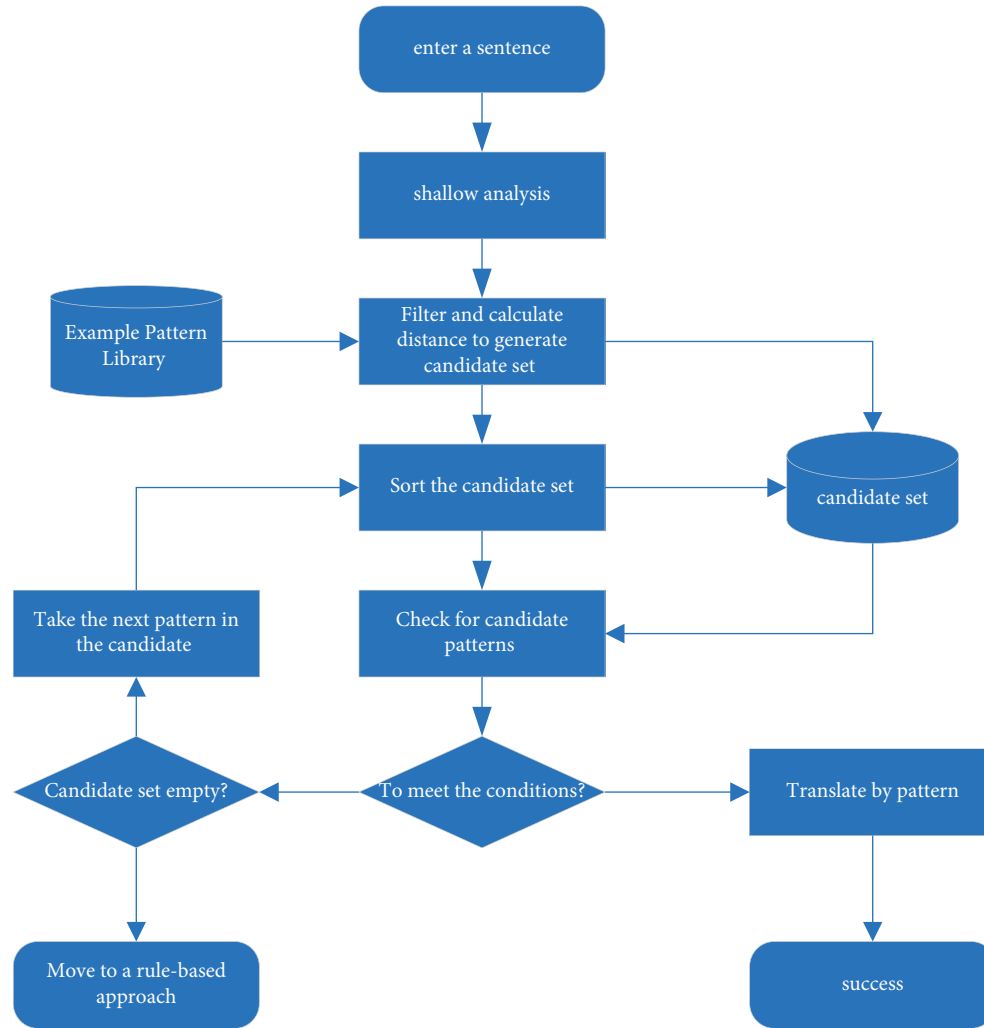 enter a sentence
shallow analysis
Example Pattern
Library
Filter and calculate
distance to generate
candidate set
Sort the candidate set
candidate set
Take the next pattern in
the candidate
Check for candidate
patterns
Candidate set empty?
To meet the conditions?
Translate by pattern
Move to a rule-based
approach
success